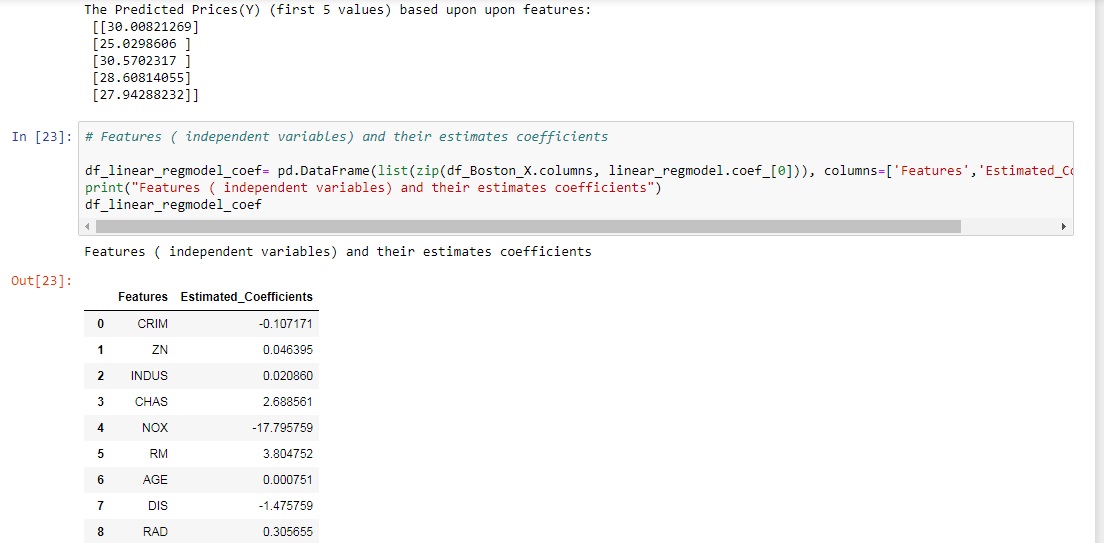 The Predicted Prices(Y) (first 5 values) based upon upon features:
[[30.00821269]
[25.0298606 ]
[30.5702317 ]
[28.60814055]
[27.94288232]]
In [23]: # Features ( independent variables) and their estimates coefficients
df_linear_regmodel_coef= pd.DataFrame(list(zip(df_Boston_X.columns, linear_regmodel.coef_[0])), columns=['Features','Estimated_Co
print("Features ( independent variables) and their estimates coefficients")
df_linear_regmodel_coef
Features ( independent variables) and their estimates coefficients
Out[23]:
Features Estimated_Coefficients
0 CRIM -0.107171
1 ZN 0.046395
2 INDUS 0.020860
3 CHAS 2.688561
4 NOX -17.795759
5 RM 3.804752
6 AGE 0.000751
7 DIS -1.475759
8 RAD 0.305655